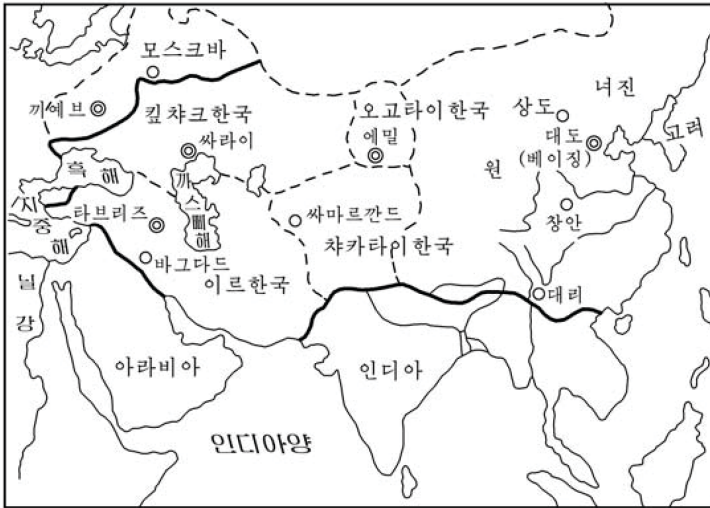 모스크바
끼예브
킾챠크한국
싸라이
오고타이한국
에밀
상도
녀진
대도
(베이징)
고려
원
흑해
까스삐해
지중해
타브리즈
싸마르깐드
챠카타이한국
창안
바그다드
이르한국
닐강
대리
아라비아
인디아
인디아양